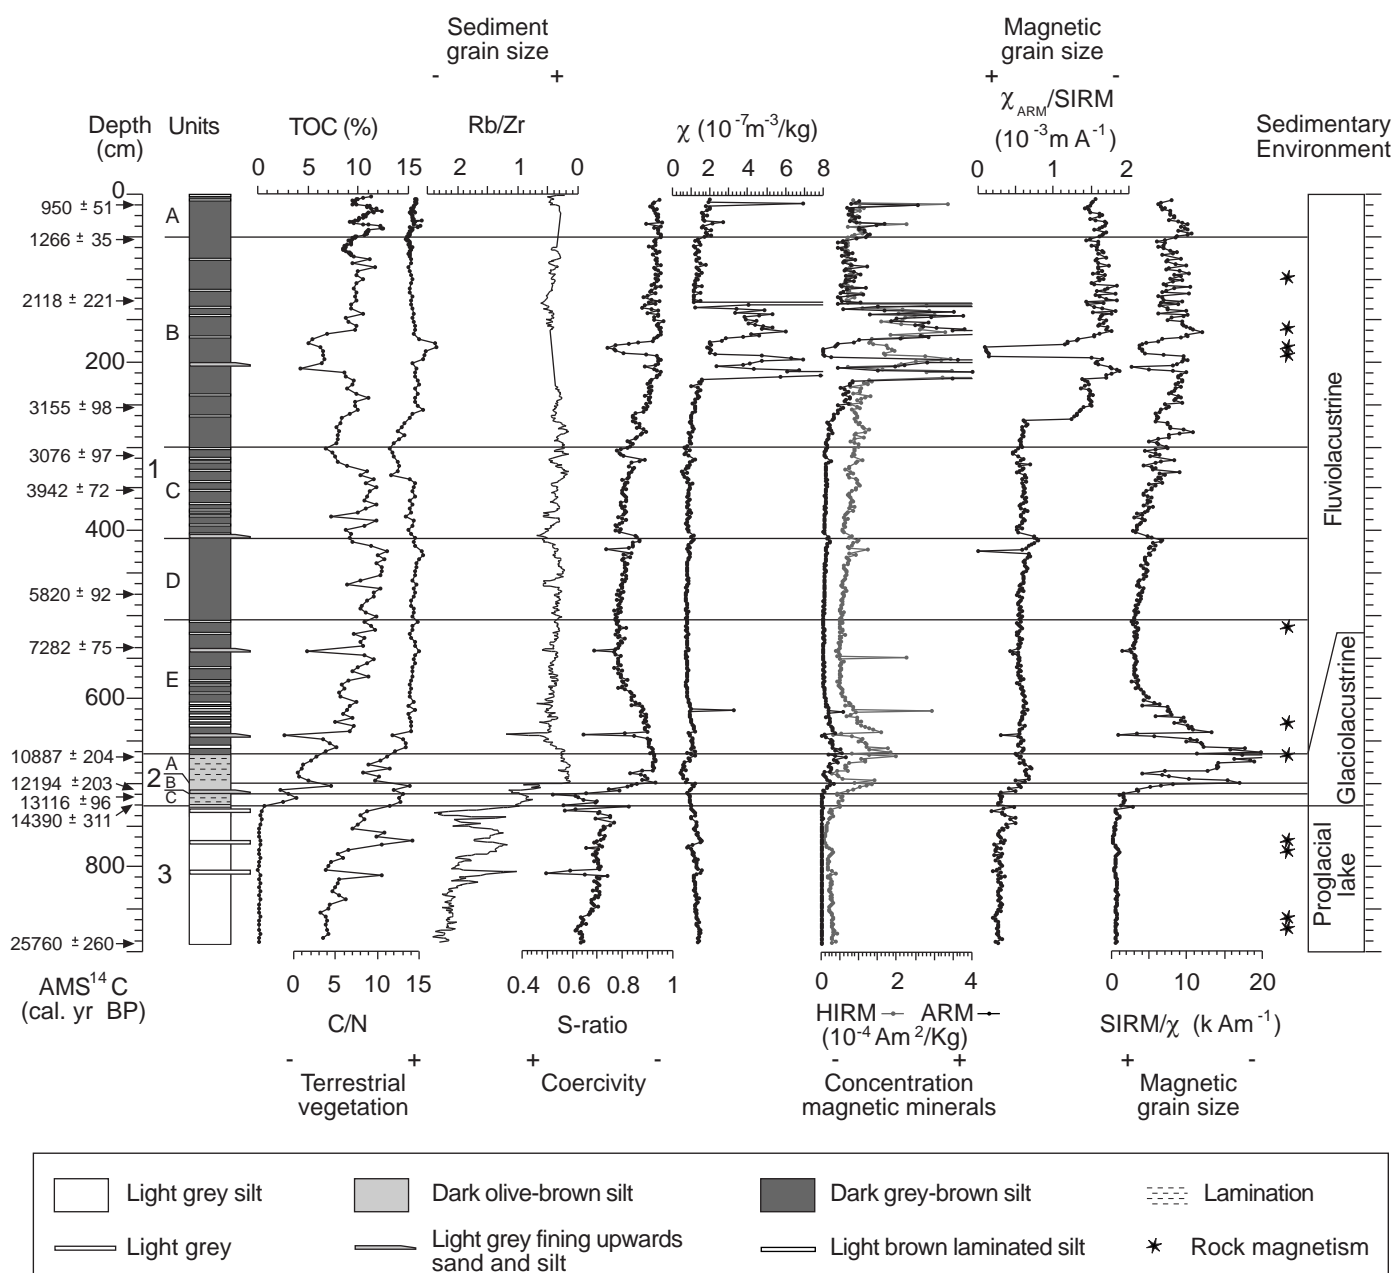 Sediment
grain size
- +
Magnetic
grain size
+ -
Depth
(cm)
Units
TOC (%)
Rb/Zr
χ (10⁻⁷m⁻³/kg)
χ_ARM/SIRM
(10⁻³m A⁻¹)
Sedimentary
Environment
0 5 10 15
2 1 0
0 2 4 6 8
0 1 2
0
950 ± 51
A
1266 ± 35
2118 ± 221
B
200
3155 ± 98
3076 ± 97
1
3942 ± 72
C
400
D
5820 ± 92
7282 ± 75
E
600
10887 ± 204
A
2
12194 ± 203
B
C
13116 ± 96
14390 ± 311
800
3
25760 ± 260
Fluviolacustrine
Glaciolacustrine
Proglacial
lake
AMS¹⁴C
(cal. yr BP)
0 5 10 15
C/N
- +
Terrestrial
vegetation
0.4 0.6 0.8 1
S-ratio
+ -
Coercivity
0 2 4
HIRM ARM
(10⁻⁴Am²/Kg)
- +
Concentration
magnetic minerals
0 10 20
SIRM/χ (k Am⁻¹)
+ -
Magnetic
grain size
Light grey silt
Dark olive-brown silt
Dark grey-brown silt
Lamination
Light grey
Light grey fining upwards
sand and silt
Light brown laminated silt
Rock magnetism